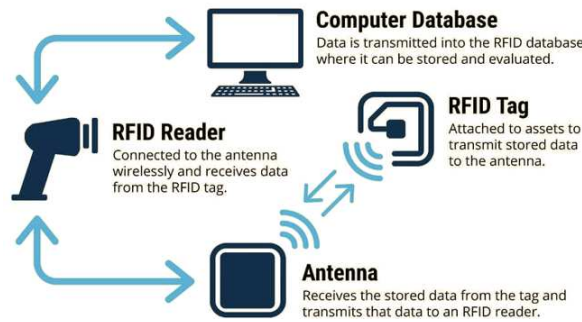 Computer Database
Data is transmitted into the RFID database
where it can be stored and evaluated.
RFID Tag
Attached to assets to
transmit stored data
to the antenna.
RFID Reader
Connected to the antenna
wirelessly and receives data
from the RFID tag.
Antenna
Receives the stored data from the tag and
transmits that data to an RFID reader.